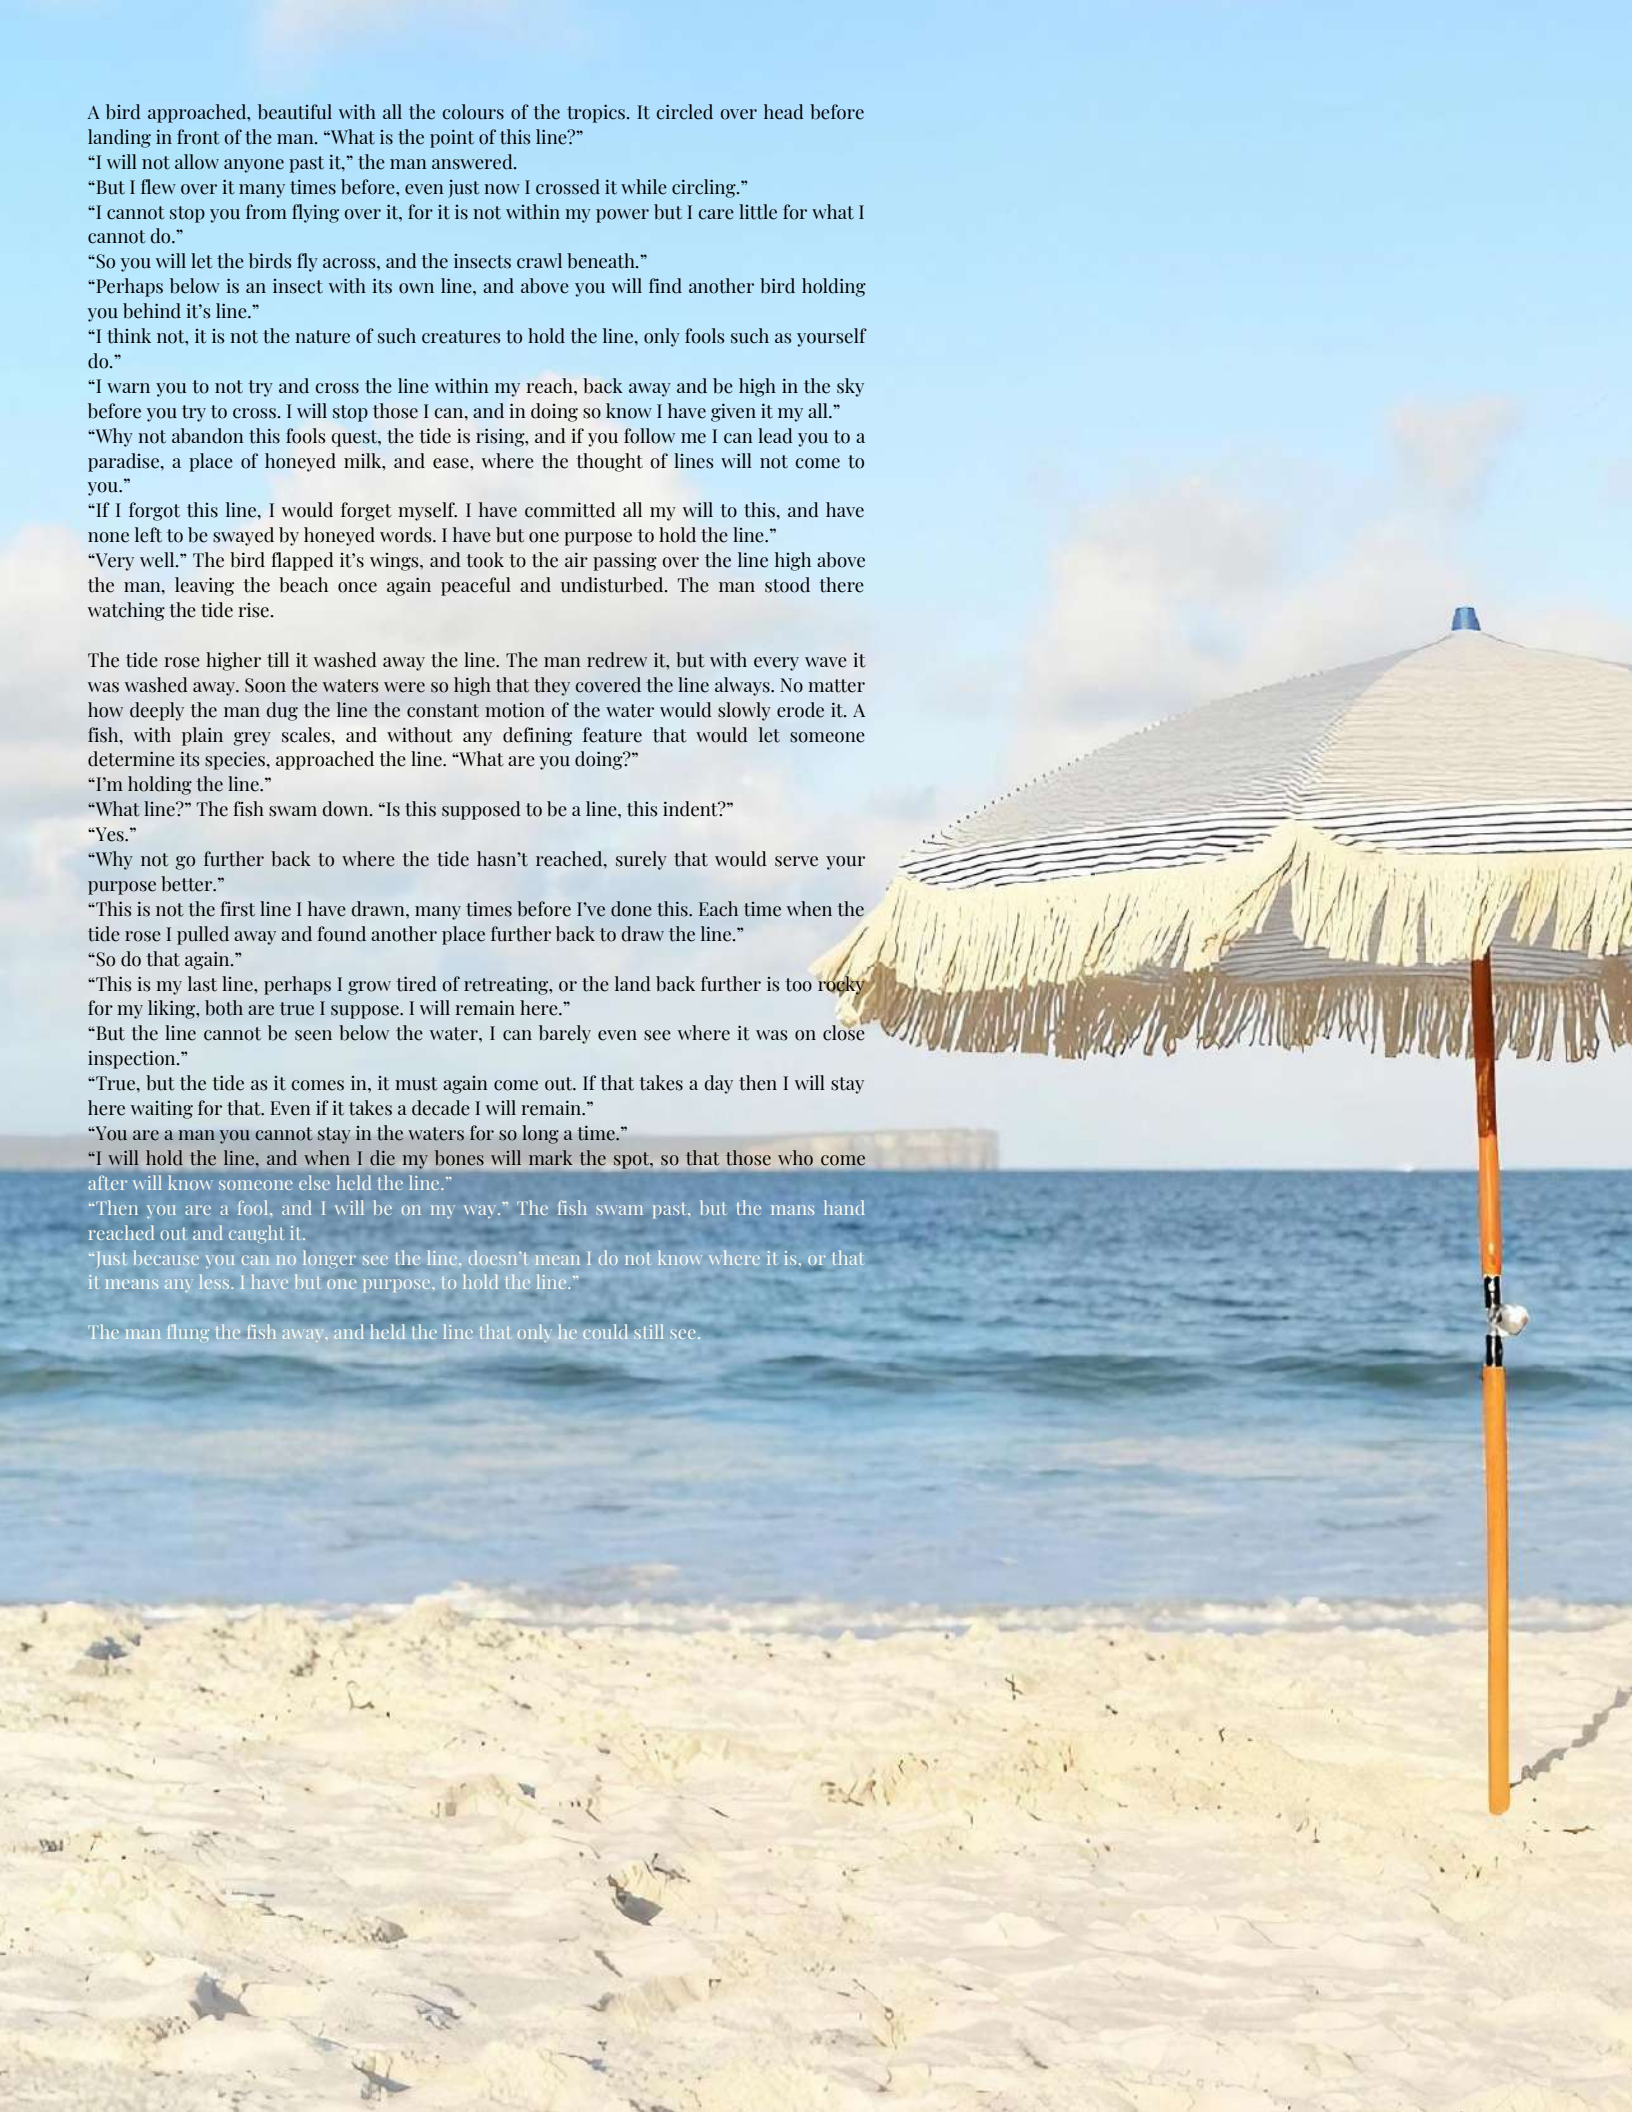 A bird approached, beautiful with all the colours of the tropics. It circled over head before
landing in front of the man. “What is the point of this line?”
“I will not allow anyone past it,” the man answered.
“But I flew over it many times before, even just now I crossed it while circling.”
“I cannot stop you from flying over it, for it is not within my power but I care little for what I
cannot do.”
“So you will let the birds fly across, and the insects crawl beneath.”
“Perhaps below is an insect with its own line, and above you will find another bird holding
you behind it’s line.”
“I think not, it is not the nature of such creatures to hold the line, only fools such as yourself
do.”
“I warn you to not try and cross the line within my reach, back away and be high in the sky
before you try to cross. I will stop those I can, and in doing so know I have given it my all.”
“Why not abandon this fools quest, the tide is rising, and if you follow me I can lead you to a
paradise, a place of honeyed milk, and ease, where the thought of lines will not come to
you.”
“If I forgot this line, I would forget myself. I have committed all my will to this, and have
none left to be swayed by honeyed words. I have but one purpose to hold the line.”
“Very well.” The bird flapped it’s wings, and took to the air passing over the line high above
the man, leaving the beach once again peaceful and undisturbed. The man stood there
watching the tide rise.
The tide rose higher till it washed away the line. The man redrew it, but with every wave it
was washed away. Soon the waters were so high that they covered the line always. No matter
how deeply the man dug the line the constant motion of the water would slowly erode it. A
fish, with plain grey scales, and without any defining feature that would let someone
determine its species, approached the line. “What are you doing?”
“I’m holding the line.”
“What line?” The fish swam down. “Is this supposed to be a line, this indent?”
“Yes.”
“Why not go further back to where the tide hasn’t reached, surely that would serve your
purpose better.”
“This is not the first line I have drawn, many times before I’ve done this. Each time when the
tide rose I pulled away and found another place further back to draw the line.”
“So do that again.”
“This is my last line, perhaps I grow tired of retreating, or the land back further is too rocky
for my liking, both are true I suppose. I will remain here.”
“But the line cannot be seen below the water, I can barely even see where it was on close
inspection.”
“True, but the tide as it comes in, it must again come out. If that takes a day then I will stay
here waiting for that. Even if it takes a decade I will remain.”
“You are a man you cannot stay in the waters for so long a time.”
“I will hold the line, and when I die my bones will mark the spot, so that those who come
after will know someone else held the line.”
“Then you are a fool, and I will be on my way.” The fish swam past, but the mans hand
reached out and caught it.
“Just because you can no longer see the line, doesn’t mean I do not know where it is, or that
it means any less. I have but one purpose, to hold the line.”
The man flung the fish away, and held the line that only he could still see.